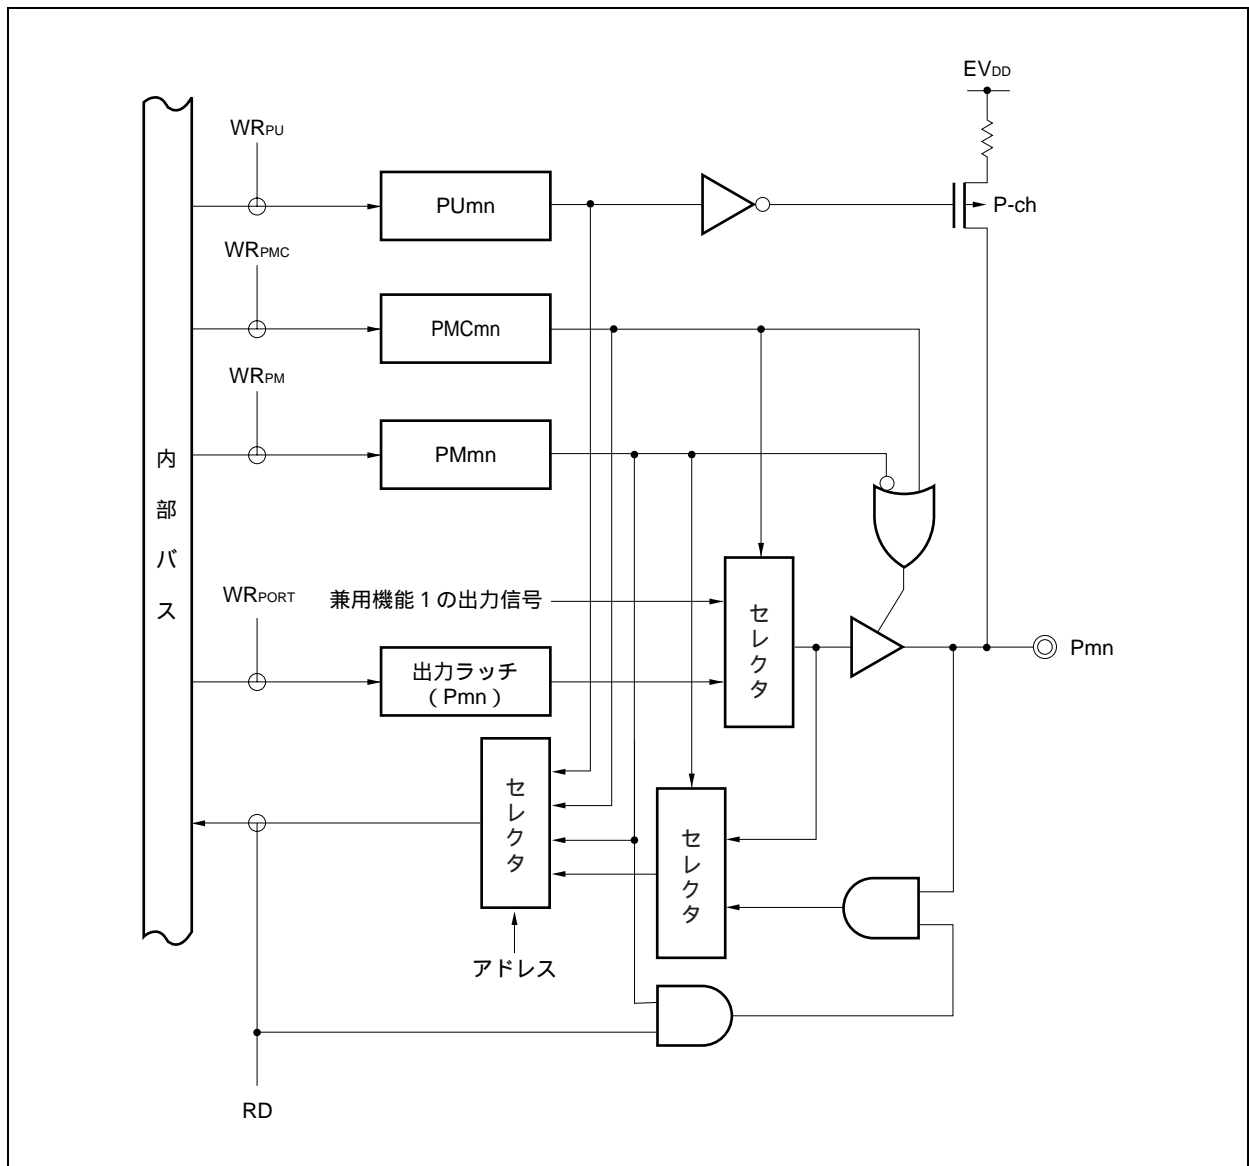 EVDD
WRPU
PUmn
P-ch
WRPMC
PMCmn
WRPM
PMmn
内部バス
WRPORT
兼用機能1の出力信号
セレクタ
出力ラッチ
(Pmn)
Pmn
セレクタ
セレクタ
アドレス
RD